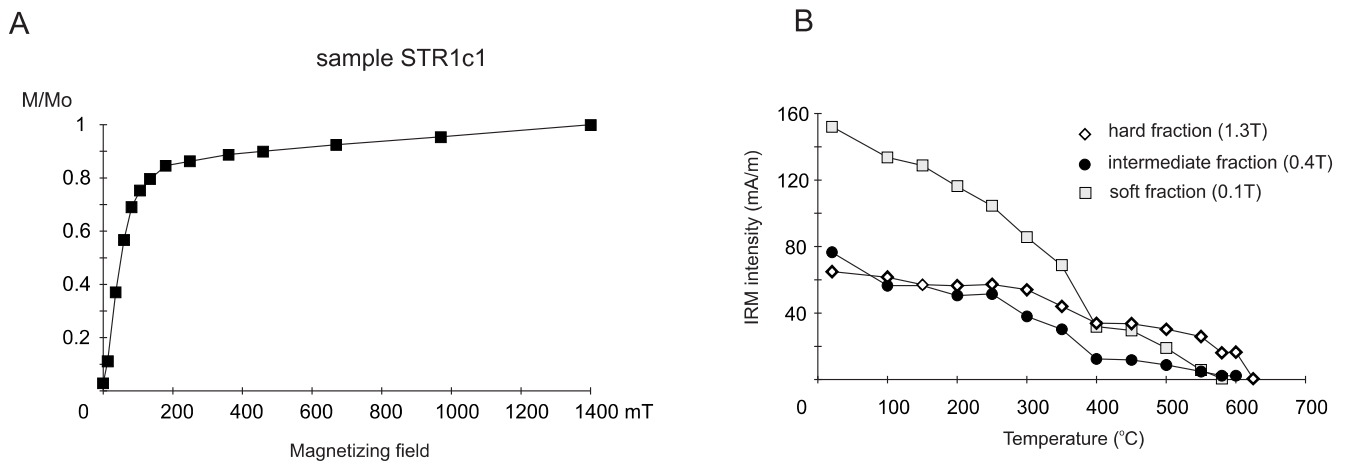 A
sample STR1c1
M/Mo
1
0.8
0.6
0.4
0.2
0 200 400 600 800 1000 1200 1400 mT
Magnetizing field
B
160
120
80
40
IRM intensity (mA/m)
hard fraction (1.3T)
intermediate fraction (0.4T)
soft fraction (0.1T)
0 100 200 300 400 500 600 700
Temperature (°C)